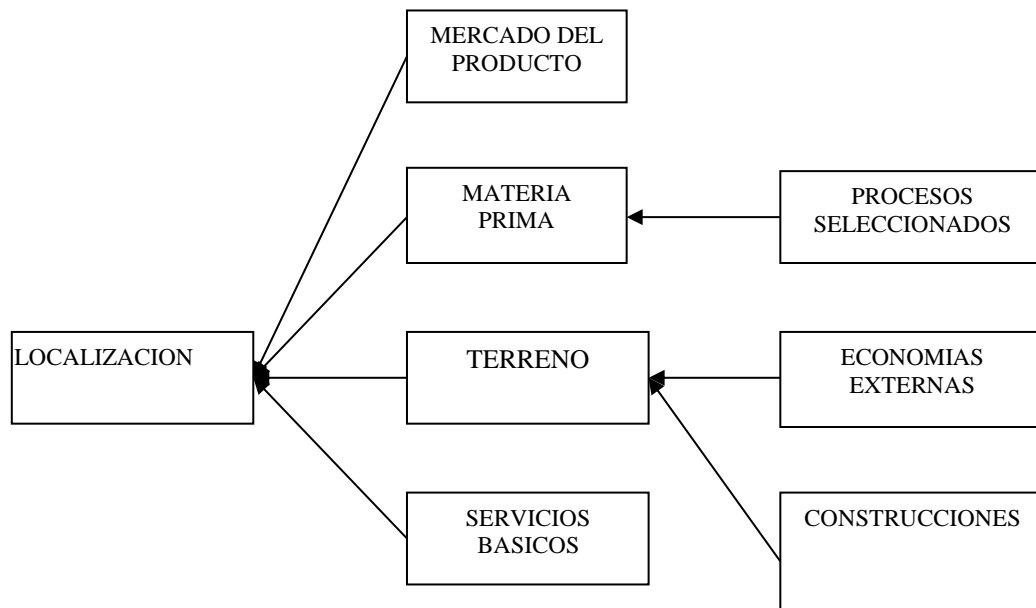 MERCADO DEL
PRODUCTO
MATERIA
PRIMA
PROCESOS
SELECCIONADOS
LOCALIZACION
TERRENO
ECONOMIAS
EXTERNAS
SERVICIOS
BASICOS
CONSTRUCCIONES